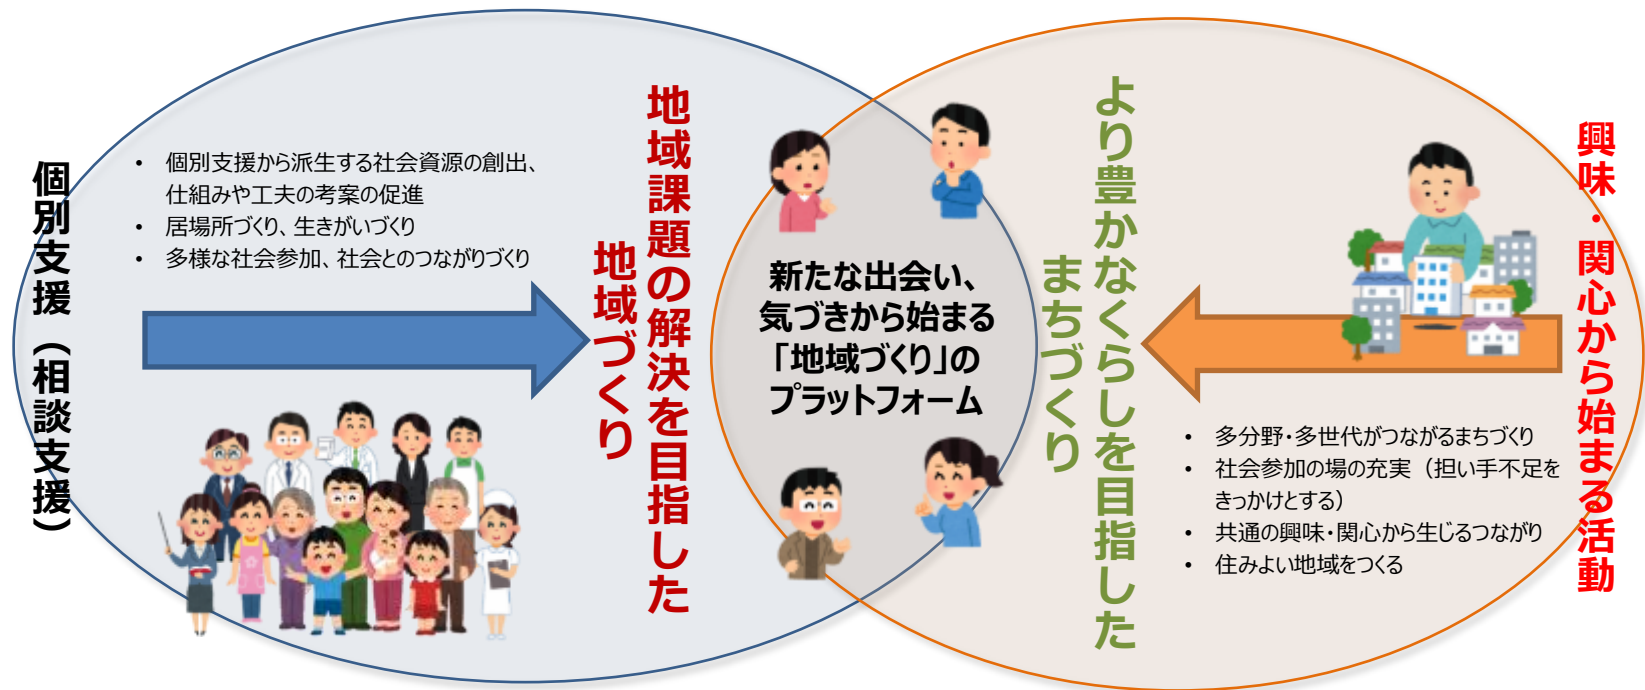 個別支援（相談支援）
• 個別支援から派生する社会資源の創出、
仕組みや工夫の考案の促進
• 居場所づくり、生きがいづくり
• 多様な社会参加、社会とのつながりづくり
地域課題の解決を目指した
地域づくり
新たな出会い、
気づきから始まる
「地域づくり」の
プラットフォーム
より豊かなくらしを目指した
まちづくり
興味・関心から始まる活動
• 多分野・多世代がつながるまちづくり
• 社会参加の場の充実（担い手不足を
きっかけとする）
• 共通の興味・関心から生じるつながり
• 住みよい地域をつくる